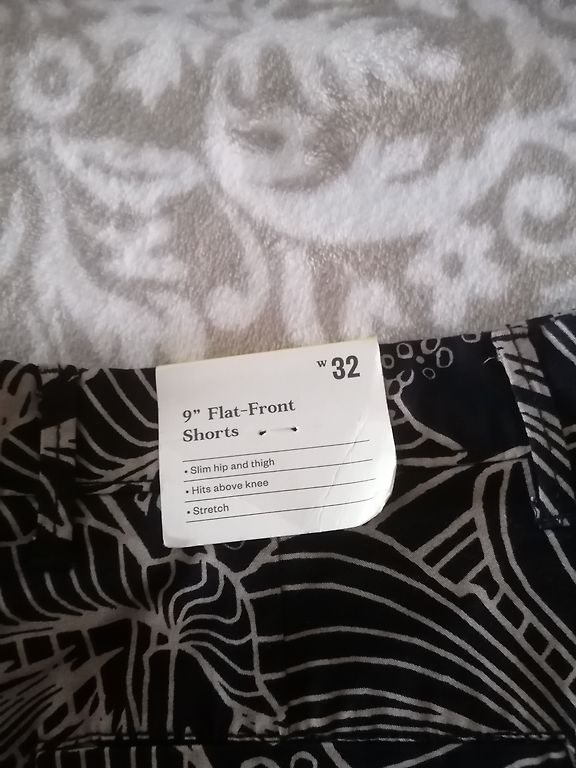 W 32
9” Flat-Front
Shorts
• Slim hip and thigh
• Hits above knee
• Stretch